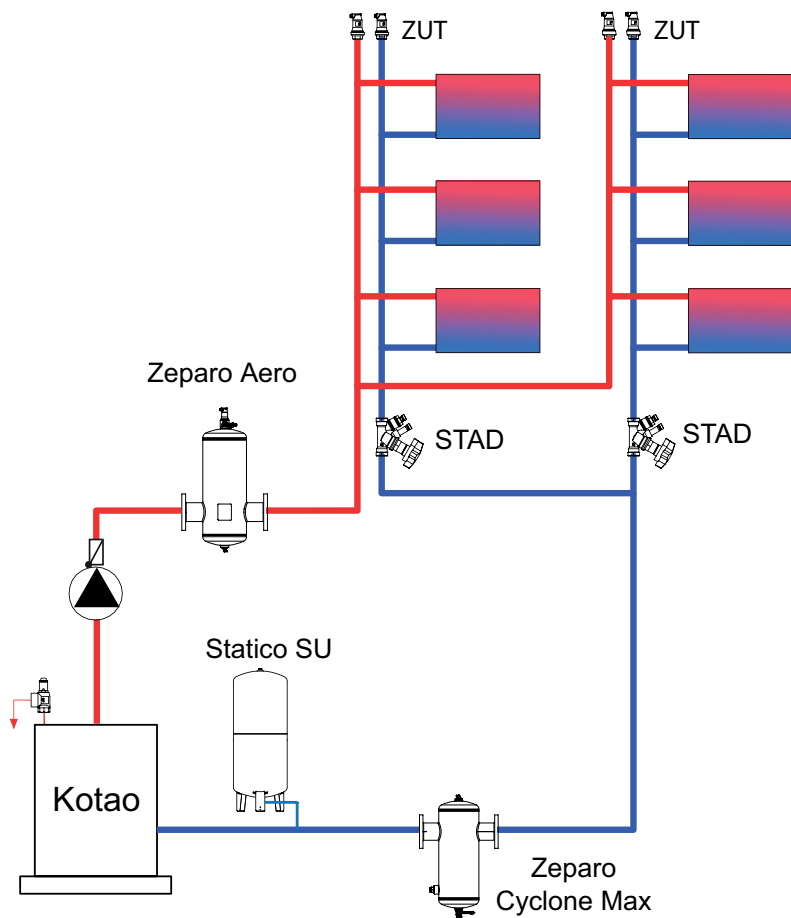 ZUT
ZUT
Zeparo Aero
STAD
STAD
Statico SU
Kotao
Zeparo
Cyclone Max